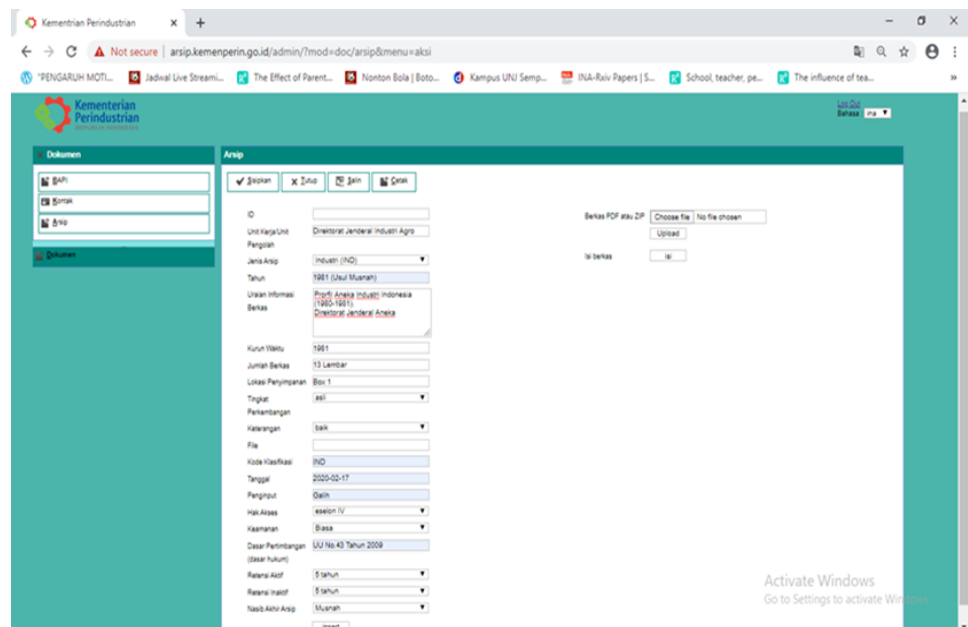 Kementrian Perindustrian
Not secure | arsip.kemenperin.go.id/admin/?mod=doc/arsip&menu=aksi
"PENGARUH MOTI...
Jadwal Live Streami...
The Effect of Parent...
Nonton Bola | Boto...
Kampus UNJ Semp...
INA-Rxiv Papers | S...
School, teacher, pe...
The influence of tea...
Kementerian
Perindustrian
REPUBLIK INDONESIA
Log Out
Bahasa ina
Dokumen
BAPI
Kontak
Arsip
Dokumen
Arsip
Siapkan
Tutup
Salin
Cetak
ID
Unit Kerja Unit Pengolah
Direktorat Jenderal Industri Agro
Jenis Arsip
Industri (IND)
Tahun
1981 (Usul Musnah)
Uraian Informasi Berkas
Prorfil Aneka Industri Indonesia
(1980-1981).
Direktorat Jenderal Aneka
Kurun Waktu
1981
Jumlah Berkas
13 Lembar
Lokasi Penyimpanan
Box 1
Tingkat Perkembangan
asli
Keterangan
baik
File
Kode Klasifikasi
IND
Tanggal
2020-02-17
Penginput
Galih
Hak Akses
eselon IV
Keamanan
Biasa
Dasar Pertimbangan (dasar hukum)
UU No.43 Tahun 2009
Retensi Aktif
5 tahun
Retensi Inaktif
5 tahun
Nasib Akhir Arsip
Musnah
Insert
Berkas PDF atau ZIP
Choose file No file chosen
Upload
Isi berkas
Isi
Activate Windows
Go to Settings to activate Windows.